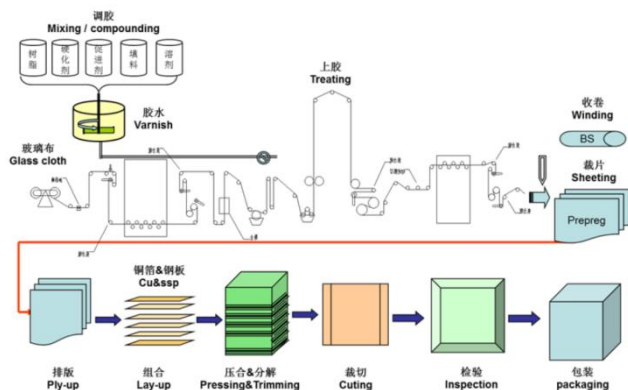 调胶
Mixing / compounding
树脂
硬化剂
促进剂
填料
溶剂
胶水
Varnish
上胶
Treating
收卷
Winding
BS
玻璃布
Glass cloth
裁片
Sheeting
Prepreg
铜箔&钢板
Cu&ssp
排版
Ply-up
组合
Lay-up
压合&分解
Pressing&Trimming
裁切
Cuting
检验
Inspection
包装
packaging